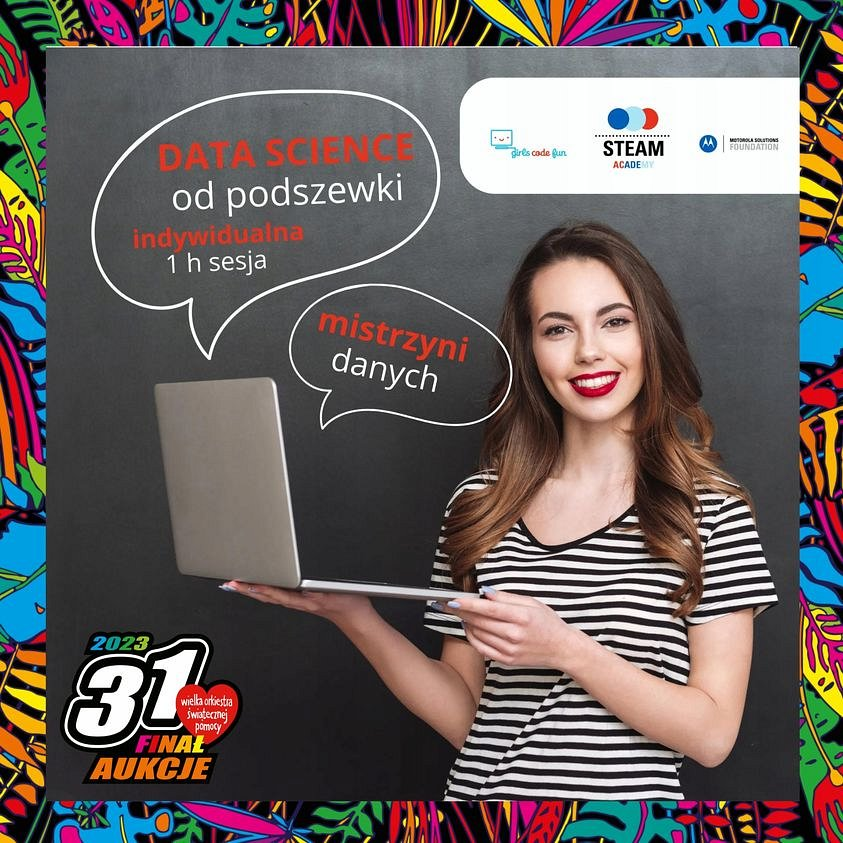 DATA SCIENCE
od podszewki
indywidualna
1 h sesja
mistrzyni
danych
girls code fun
STEAM
ACADEMY
MOTOROLA SOLUTIONS
FOUNDATION
2023
31
wielka orkiestra
świątecznej
pomocy
FINAŁ
AUKCJE